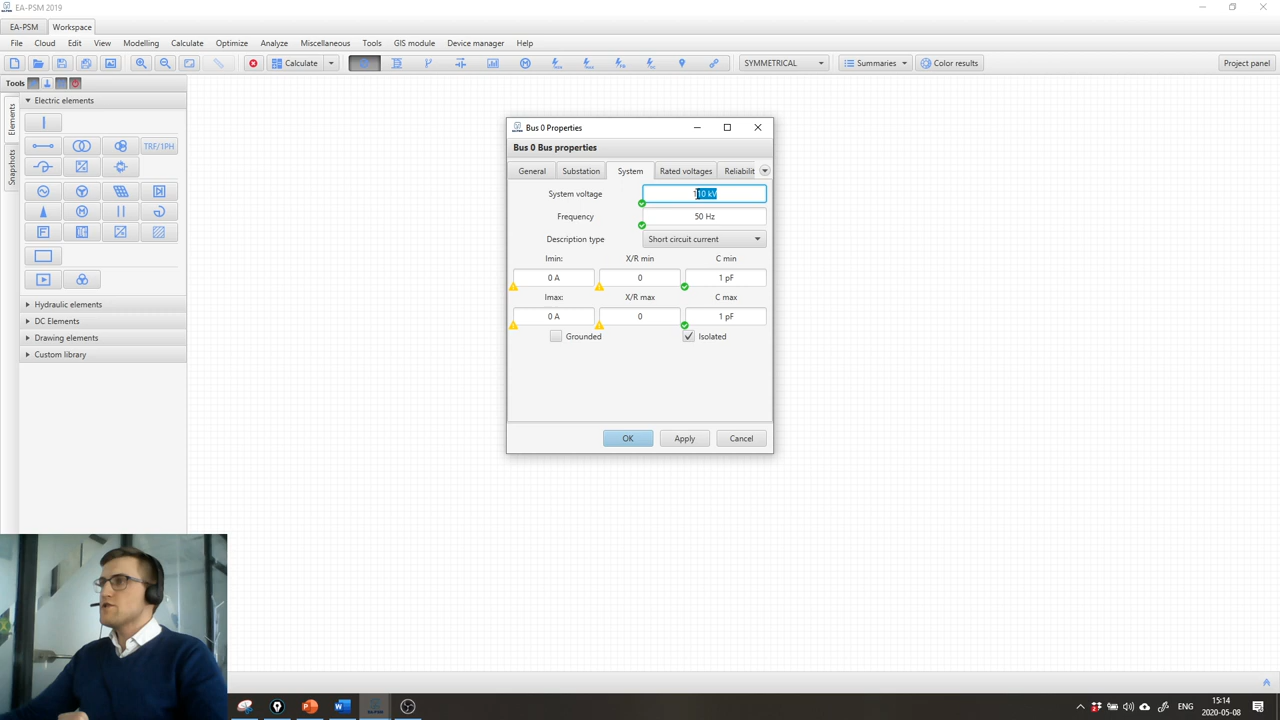 EA-PSM 2019
EA-PSM Workspace
File Cloud Edit View Modelling Calculate Optimize Analyze Miscellaneous Tools GIS module Device manager Help
Calculate SYMMETRICAL Summaries Color results Project panel
Tools
Elements
Snapshots
Electric elements
TRF/1PH
Hydraulic elements
DC Elements
Drawing elements
Custom library
Bus 0 Properties
Bus 0 Bus properties
General Substation System Rated voltages Reliabilit
System voltage 110 kV
Frequency 50 Hz
Description type Short circuit current
Imin: X/R min C min
0 A 0 1 pF
Imax: X/R max C max
0 A 0 1 pF
Grounded Isolated
OK Apply Cancel
ENG
15:14
2020-05-08